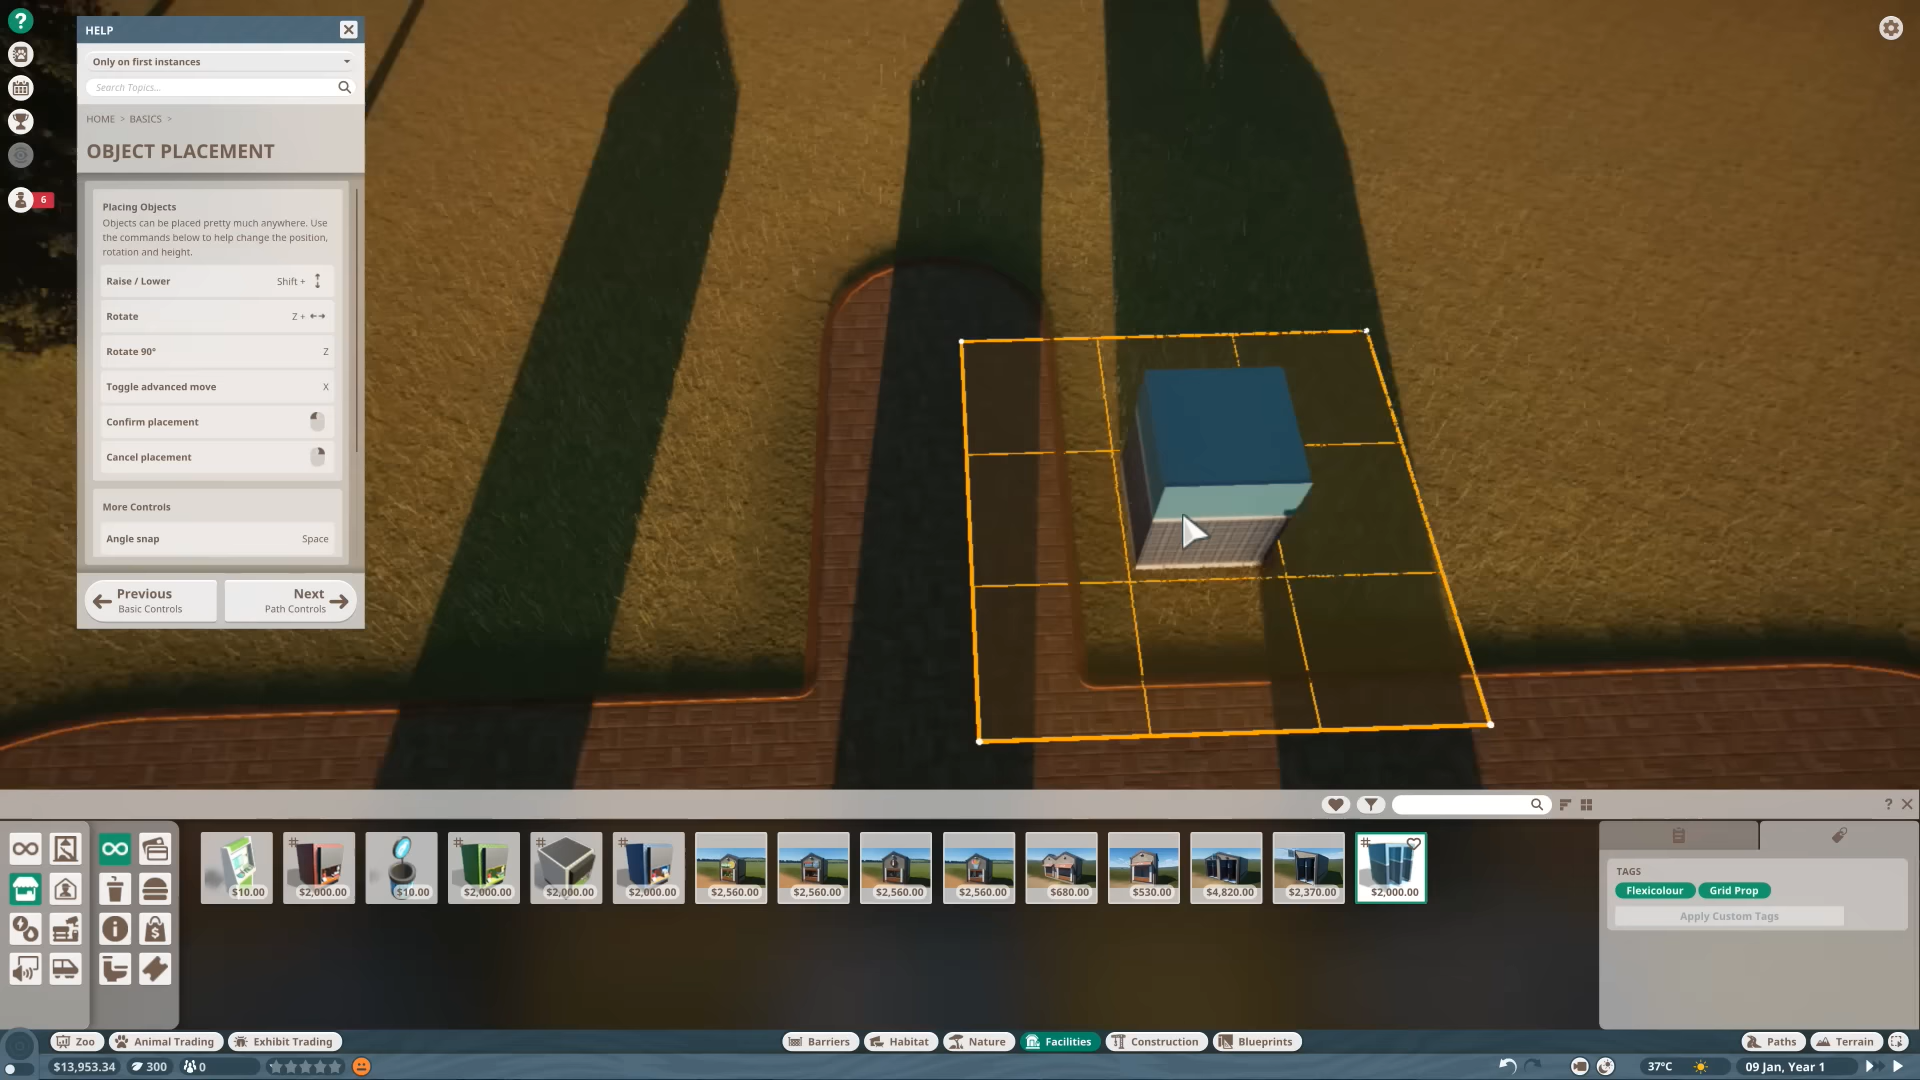 ?
HELP
Only on first instances
Search Topics...
HOME > BASICS >
OBJECT PLACEMENT
6
Placing Objects
Objects can be placed pretty much anywhere. Use
the commands below to help change the position,
rotation and height.
Raise / Lower Shift +
Rotate Z +
Rotate 90° Z
Toggle advanced move X
Confirm placement
Cancel placement
More Controls
Angle snap Space
Previous
Basic Controls
Next
Path Controls
?
# # # # #
$10.00 $2,000.00 $10.00 $2,000.00 $2,000.00 $2,000.00 $2,560.00 $2,560.00 $2,560.00 $2,560.00 $680.00 $530.00 $4,820.00 $2,370.00 $2,000.00
TAGS
Flexicolour Grid Prop
Apply Custom Tags
Zoo Animal Trading Exhibit Trading Barriers Habitat Nature Facilities Construction Blueprints Paths Terrain
$13,953.34 300 0 37°C 09 Jan, Year 1